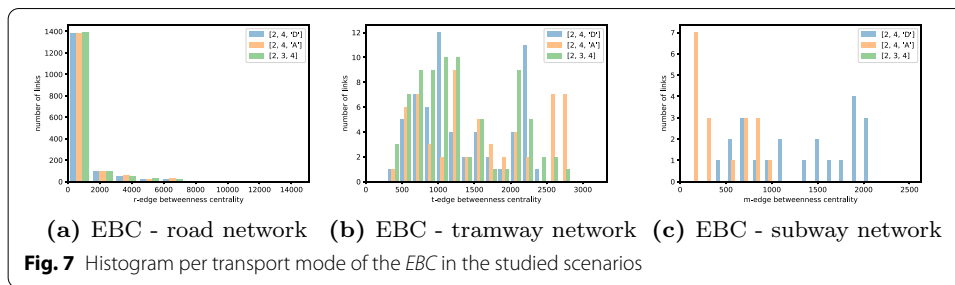 1400
1200
1000
800
600
400
200
0
number of links
0 2000 4000 6000 8000 10000 12000 14000
r-edge betweenness centrality
[2, 4, 'D']
[2, 4, 'A']
[2, 3, 4]
12
10
8
6
4
2
0
number of links
0 500 1000 1500 2000 2500 3000
t-edge betweenness centrality
[2, 4, 'D']
[2, 4, 'A']
[2, 3, 4]
7
6
5
4
3
2
1
0
number of links
0 500 1000 1500 2000 2500
m-edge betweenness centrality
[2, 4, 'D']
[2, 4, 'A']
[2, 3, 4]
(a) EBC - road network (b) EBC - tramway network (c) EBC - subway network
Fig. 7 Histogram per transport mode of the EBC in the studied scenarios